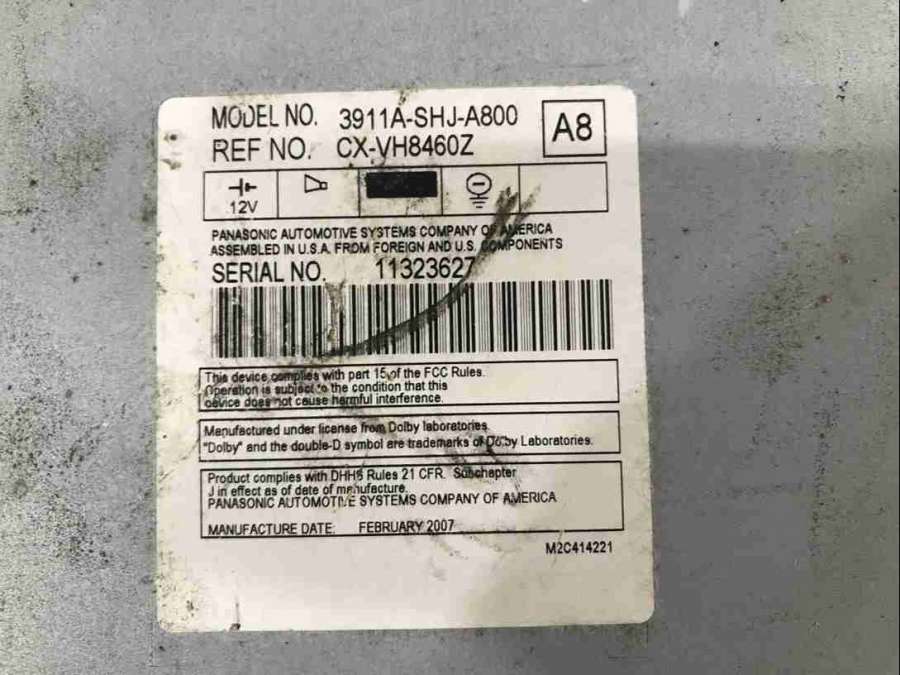 MODEL NO. 3911A-SHJ-A800
A8
REF NO. CX-VH8460Z
12V
PANASONIC AUTOMOTIVE SYSTEMS COMPANY OF AMERICA
ASSEMBLED IN U.S.A. FROM FOREIGN AND U.S. COMPONENTS
SERIAL NO. 11323627
This device complies with part 15 of the FCC Rules.
Operation is subject to the condition that this
device does not cause harmful interference.
Manufactured under license from Dolby laboratories.
"Dolby" and the double-D symbol are trademarks of Dolby Laboratories.
Product complies with DHHS Rules 21 CFR. Subchapter
J in effect as of date of manufacture.
PANASONIC AUTOMOTIVE SYSTEMS COMPANY OF AMERICA
MANUFACTURE DATE: FEBRUARY 2007
M2C414221